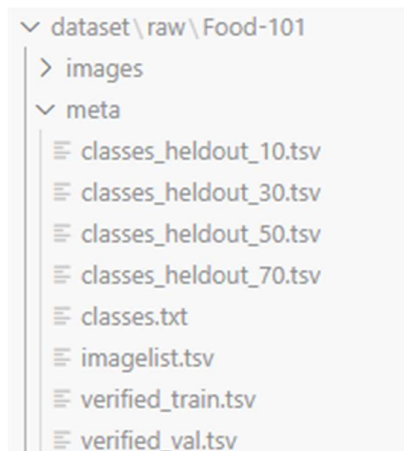 dataset\raw\Food-101
images
meta
classes_heldout_10.tsv
classes_heldout_30.tsv
classes_heldout_50.tsv
classes_heldout_70.tsv
classes.txt
imagelist.tsv
verified_train.tsv
verified_val.tsv